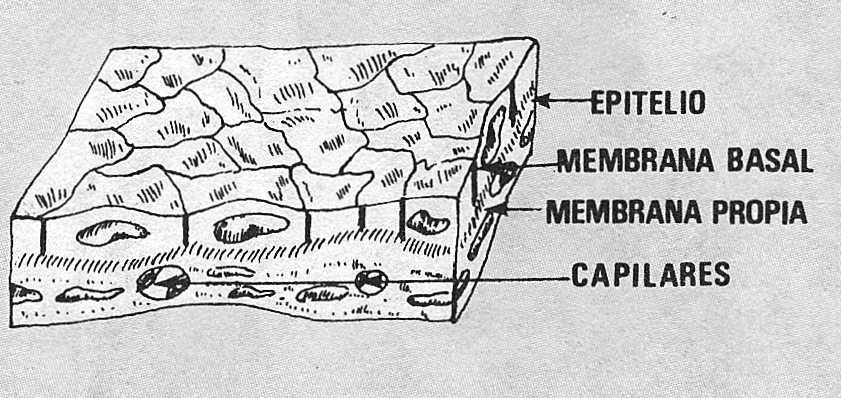 EPITELIO
MEMBRANA BASAL
MEMBRANA PROPIA
CAPILARES